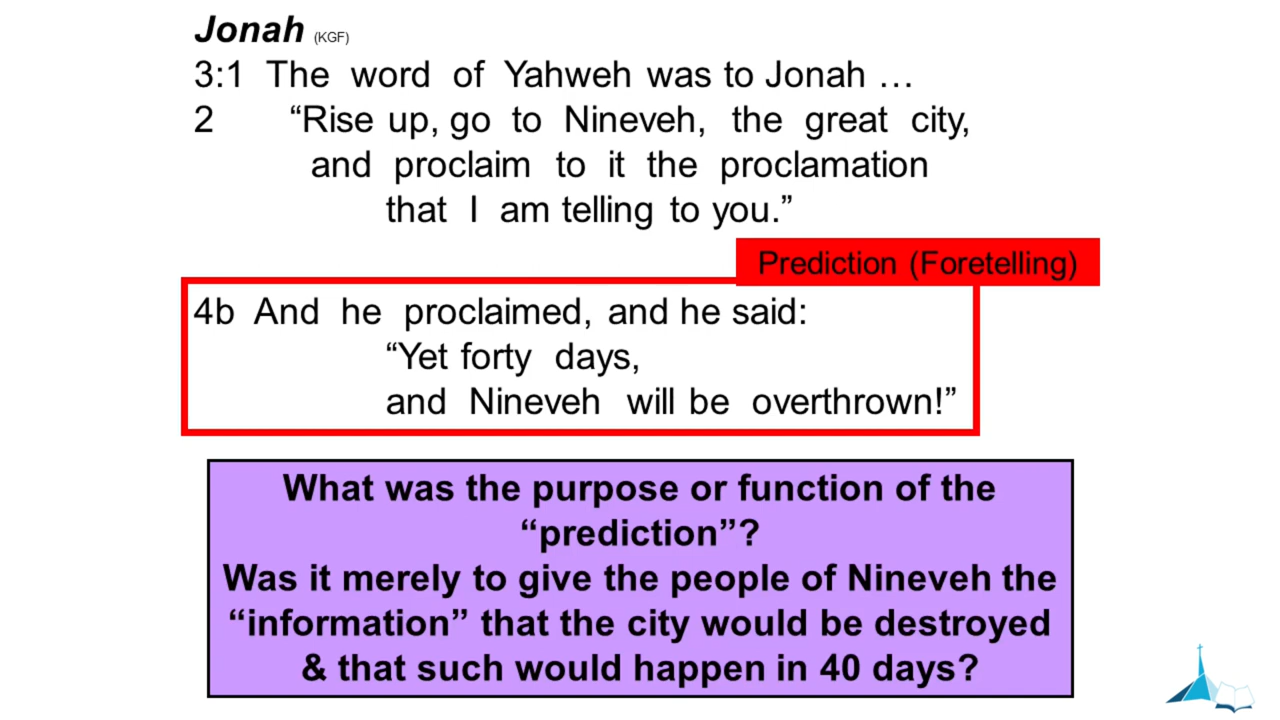 Jonah (KGF)
3:1 The word of Yahweh was to Jonah …
2 “Rise up, go to Nineveh, the great city,
and proclaim to it the proclamation
that I am telling to you.”
Prediction (Foretelling)
4b And he proclaimed, and he said:
“Yet forty days,
and Nineveh will be overthrown!”
What was the purpose or function of the
“prediction”?
Was it merely to give the people of Nineveh the
“information” that the city would be destroyed
& that such would happen in 40 days?